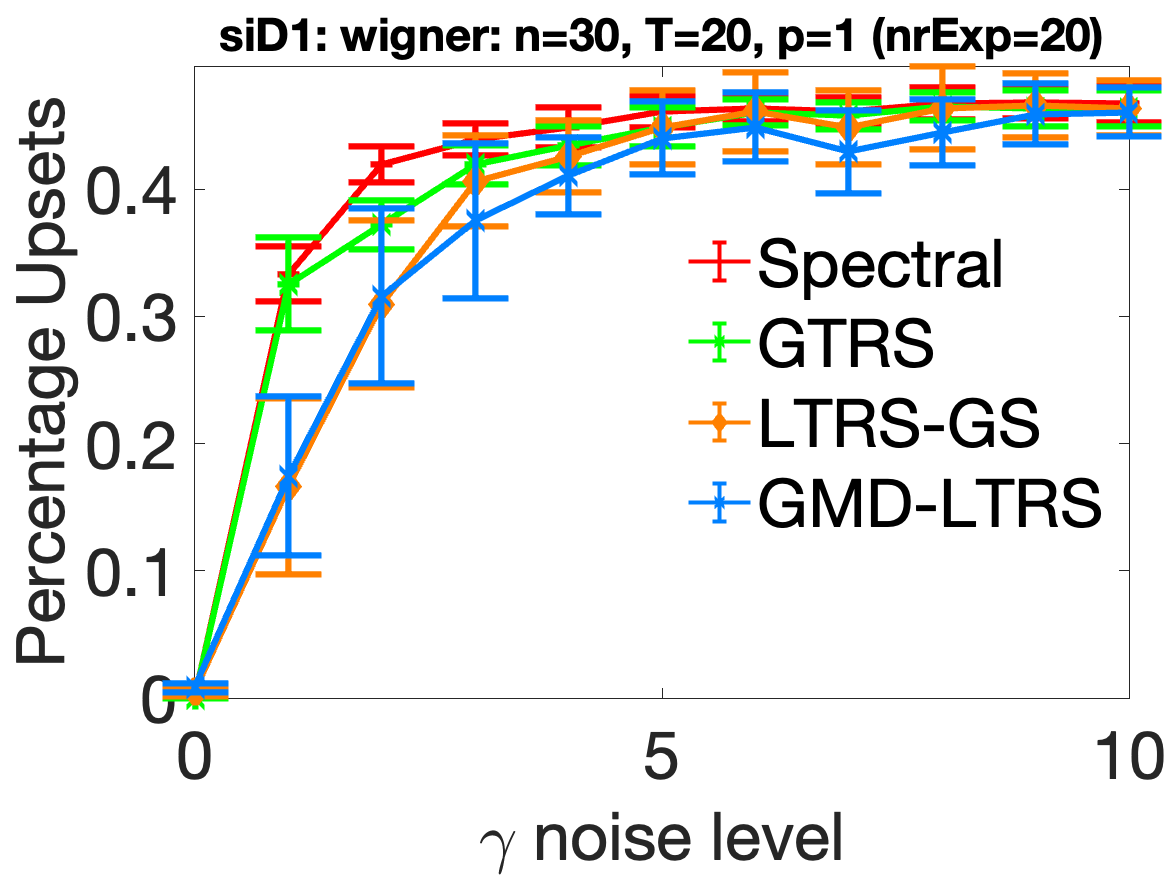 siD1: wigner: n=30, T=20, p=1 (nrExp=20)
Percentage Upsets
0.4
0.3
0.2
0.1
0
Spectral
GTRS
LTRS-GS
GMD-LTRS
0 5 10
γ noise level